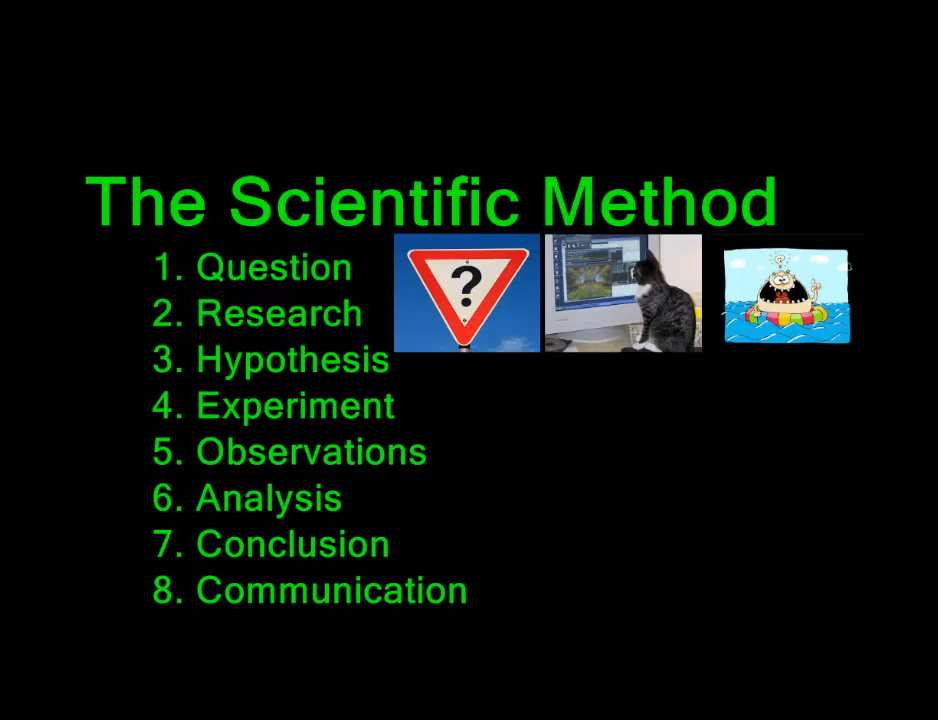 The Scientific Method
1. Question
2. Research
3. Hypothesis
4. Experiment
5. Observations
6. Analysis
7. Conclusion
8. Communication
?
?